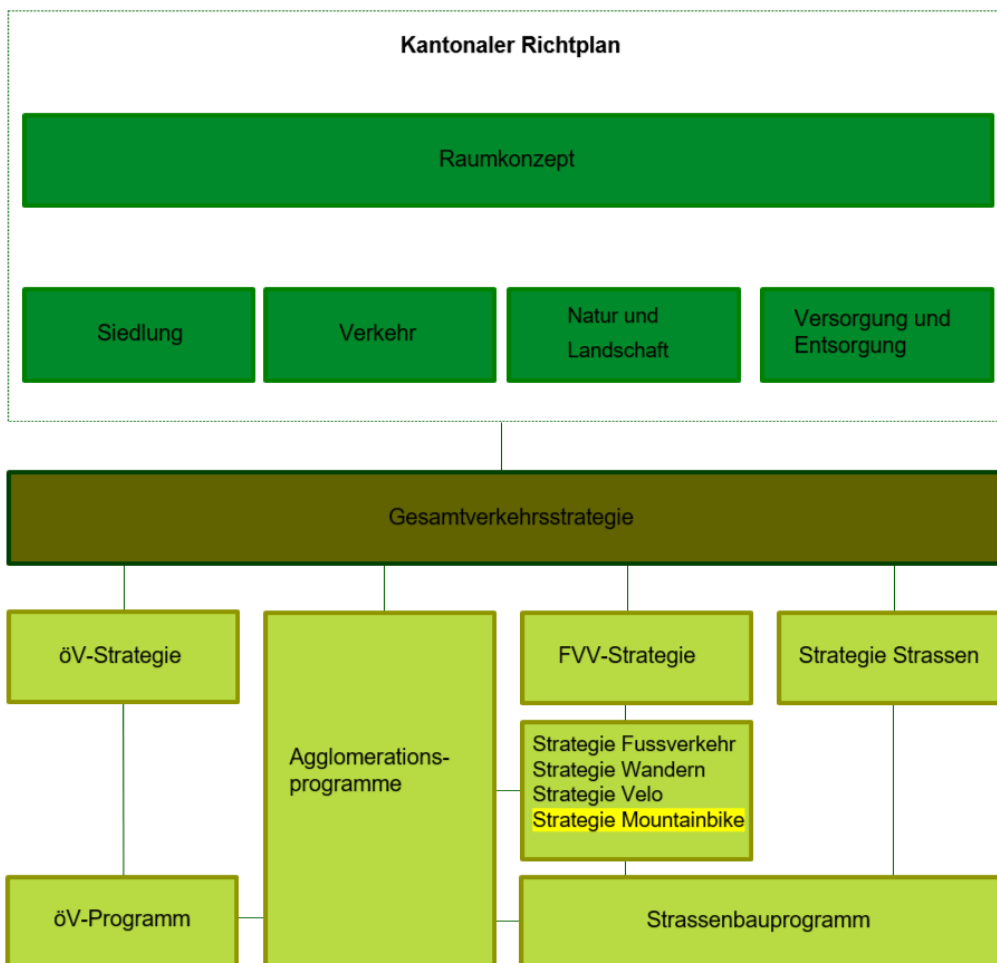 Kantonaler Richtplan
Raumkonzept
Siedlung
Verkehr
Natur und
Landschaft
Versorgung und
Entsorgung
Gesamtverkehrsstrategie
öV-Strategie
Agglomerations-
programme
FVV-Strategie
Strategie Strassen
Strategie Fussverkehr
Strategie Wandern
Strategie Velo
Strategie Mountainbike
öV-Programm
Strassenbauprogramm